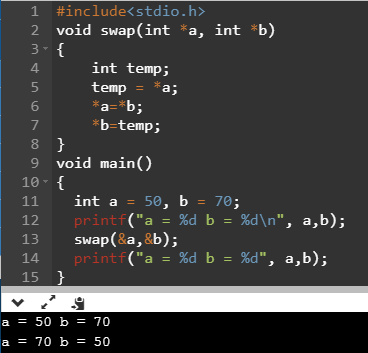 1 #include<stdio.h>
2 void swap(int *a, int *b)
3 {
4 int temp;
5 temp = *a;
6 *a=*b;
7 *b=temp;
8 }
9 void main()
10 {
11 int a = 50, b = 70;
12 printf("a = %d b = %d\n", a,b);
13 swap(&a,&b);
14 printf("a = %d b = %d", a,b);
15 }
a = 50 b = 70
a = 70 b = 50